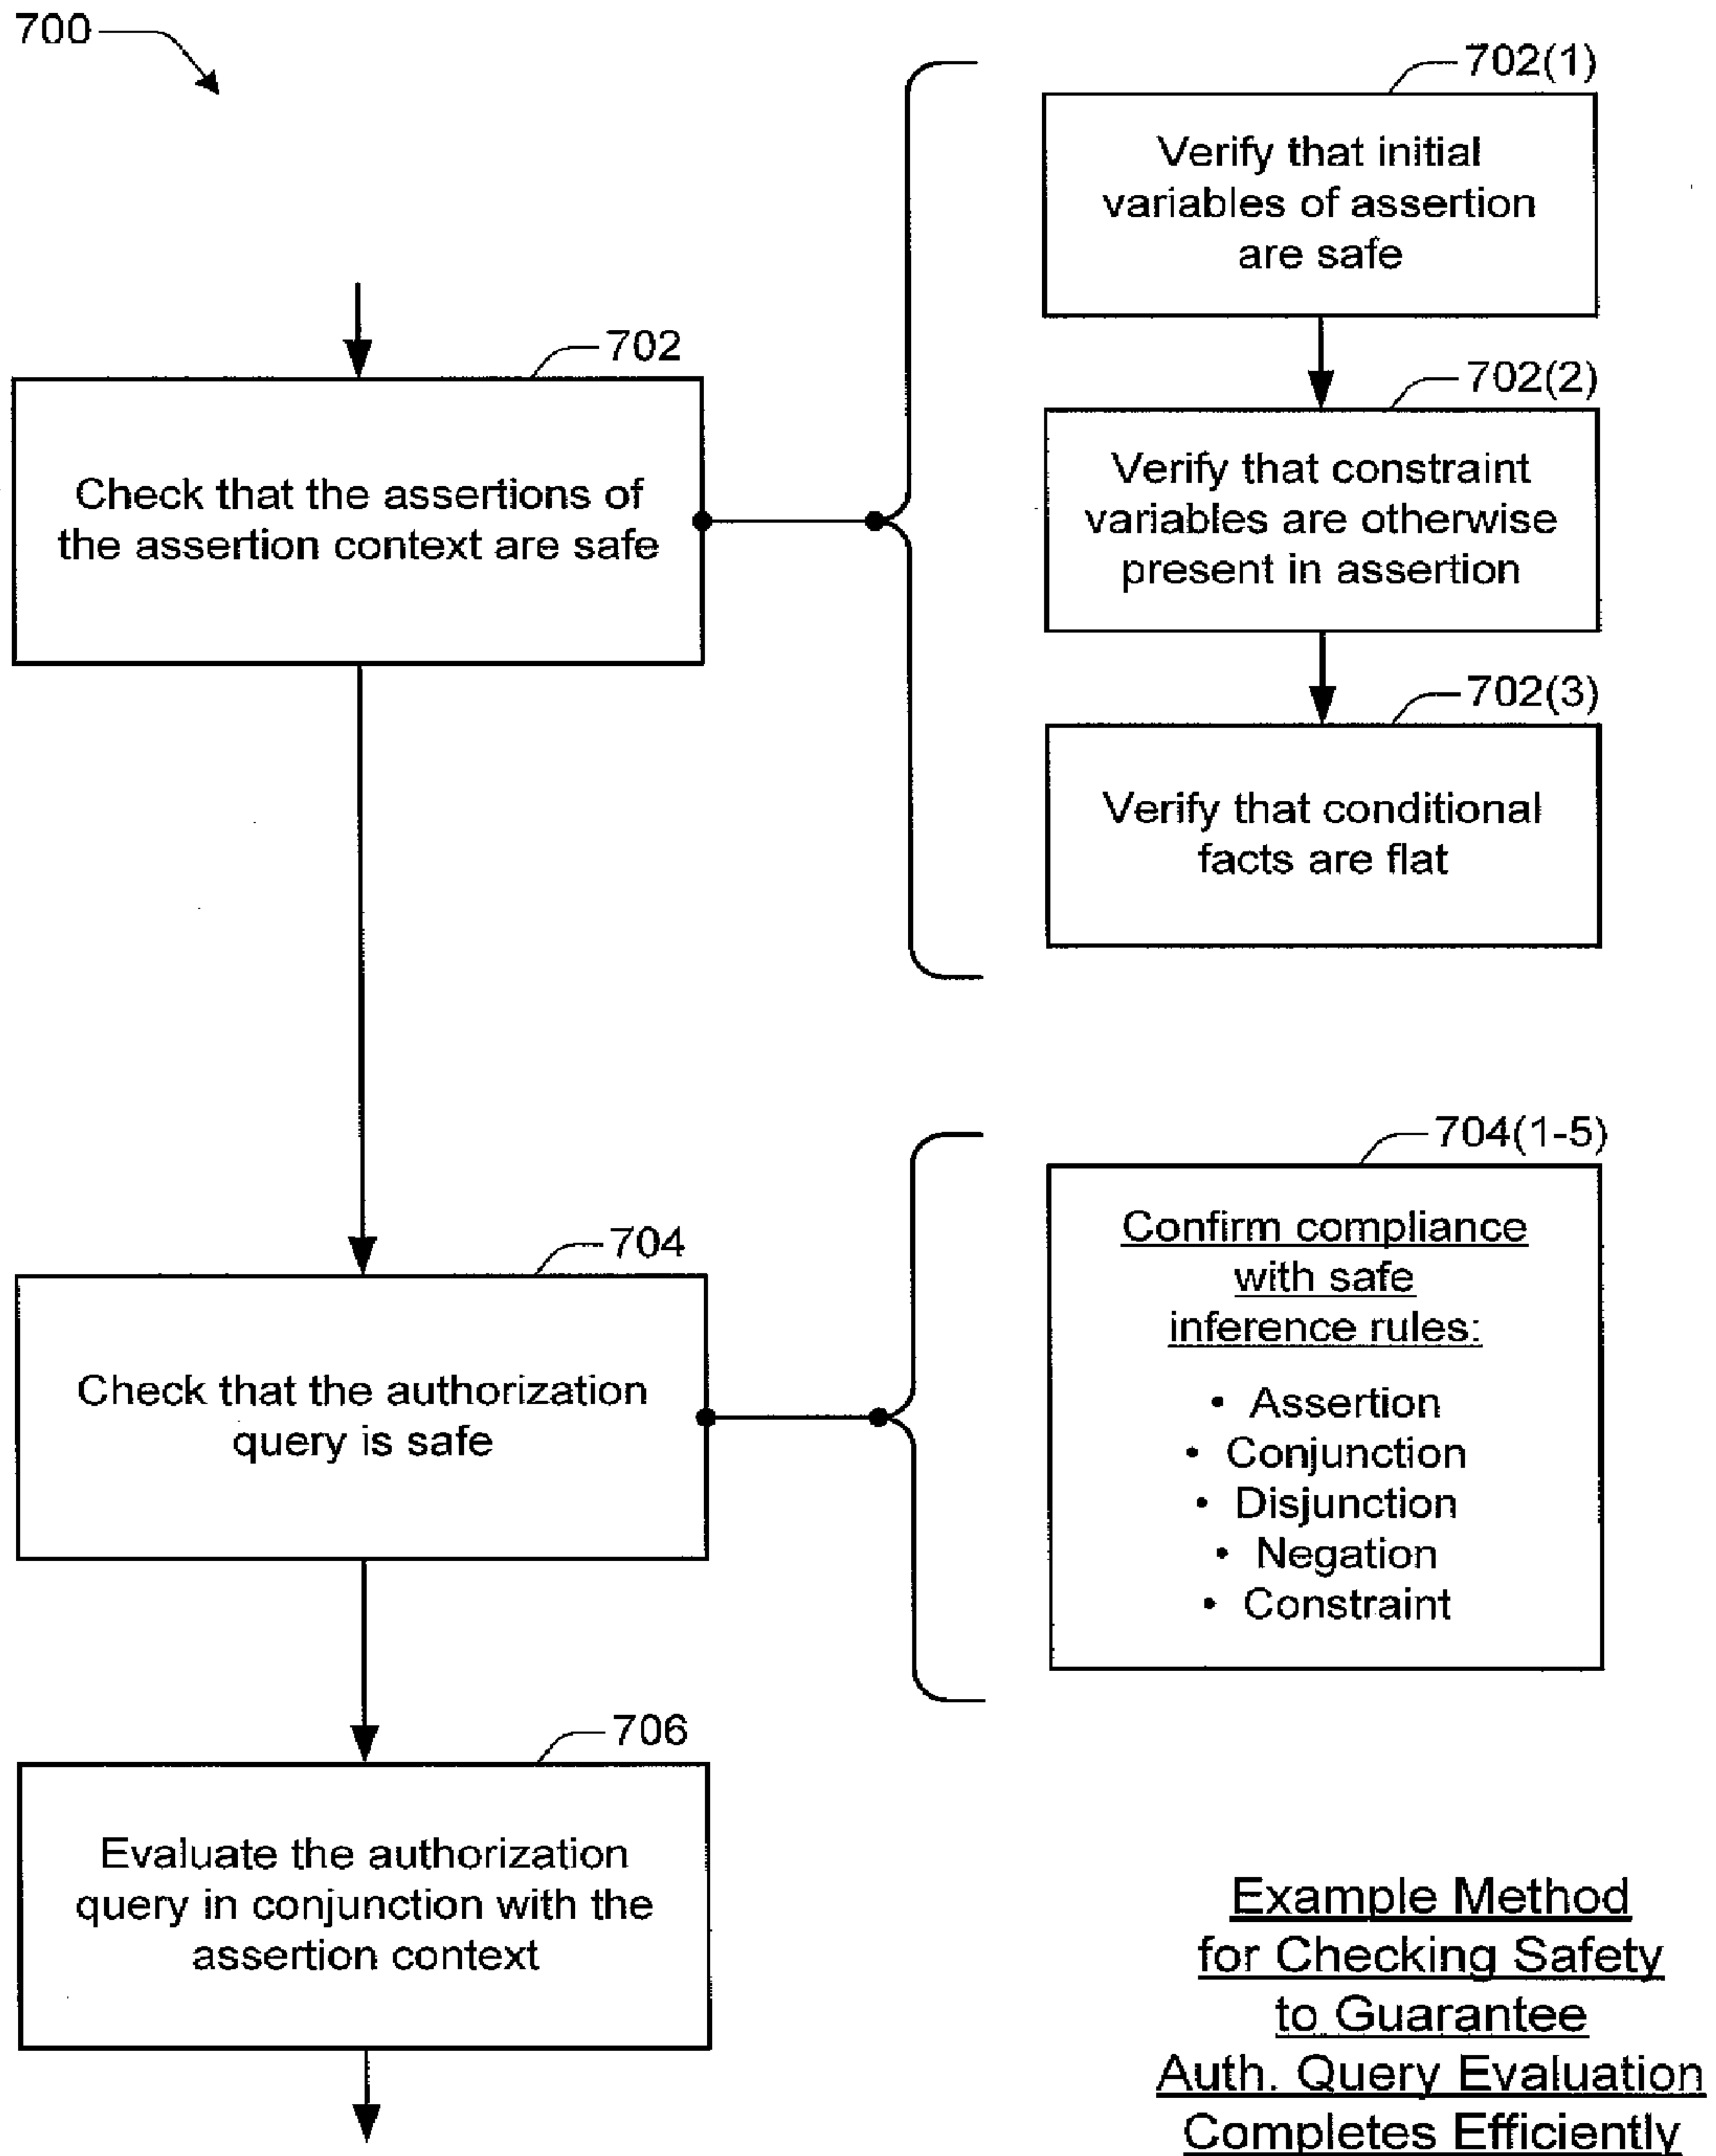 700
702
Check that the assertions of
the assertion context are safe
702(1)
Verify that initial
variables of assertion
are safe
702(2)
Verify that constraint
variables are otherwise
present in assertion
702(3)
Verify that conditional
facts are flat
704
Check that the authorization
query is safe
704(1-5)
Confirm compliance
with safe
inference rules:
• Assertion
• Conjunction
• Disjunction
• Negation
• Constraint
706
Evaluate the authorization
query in conjunction with the
assertion context
Example Method
for Checking Safety
to Guarantee
Auth. Query Evaluation
Completes Efficiently